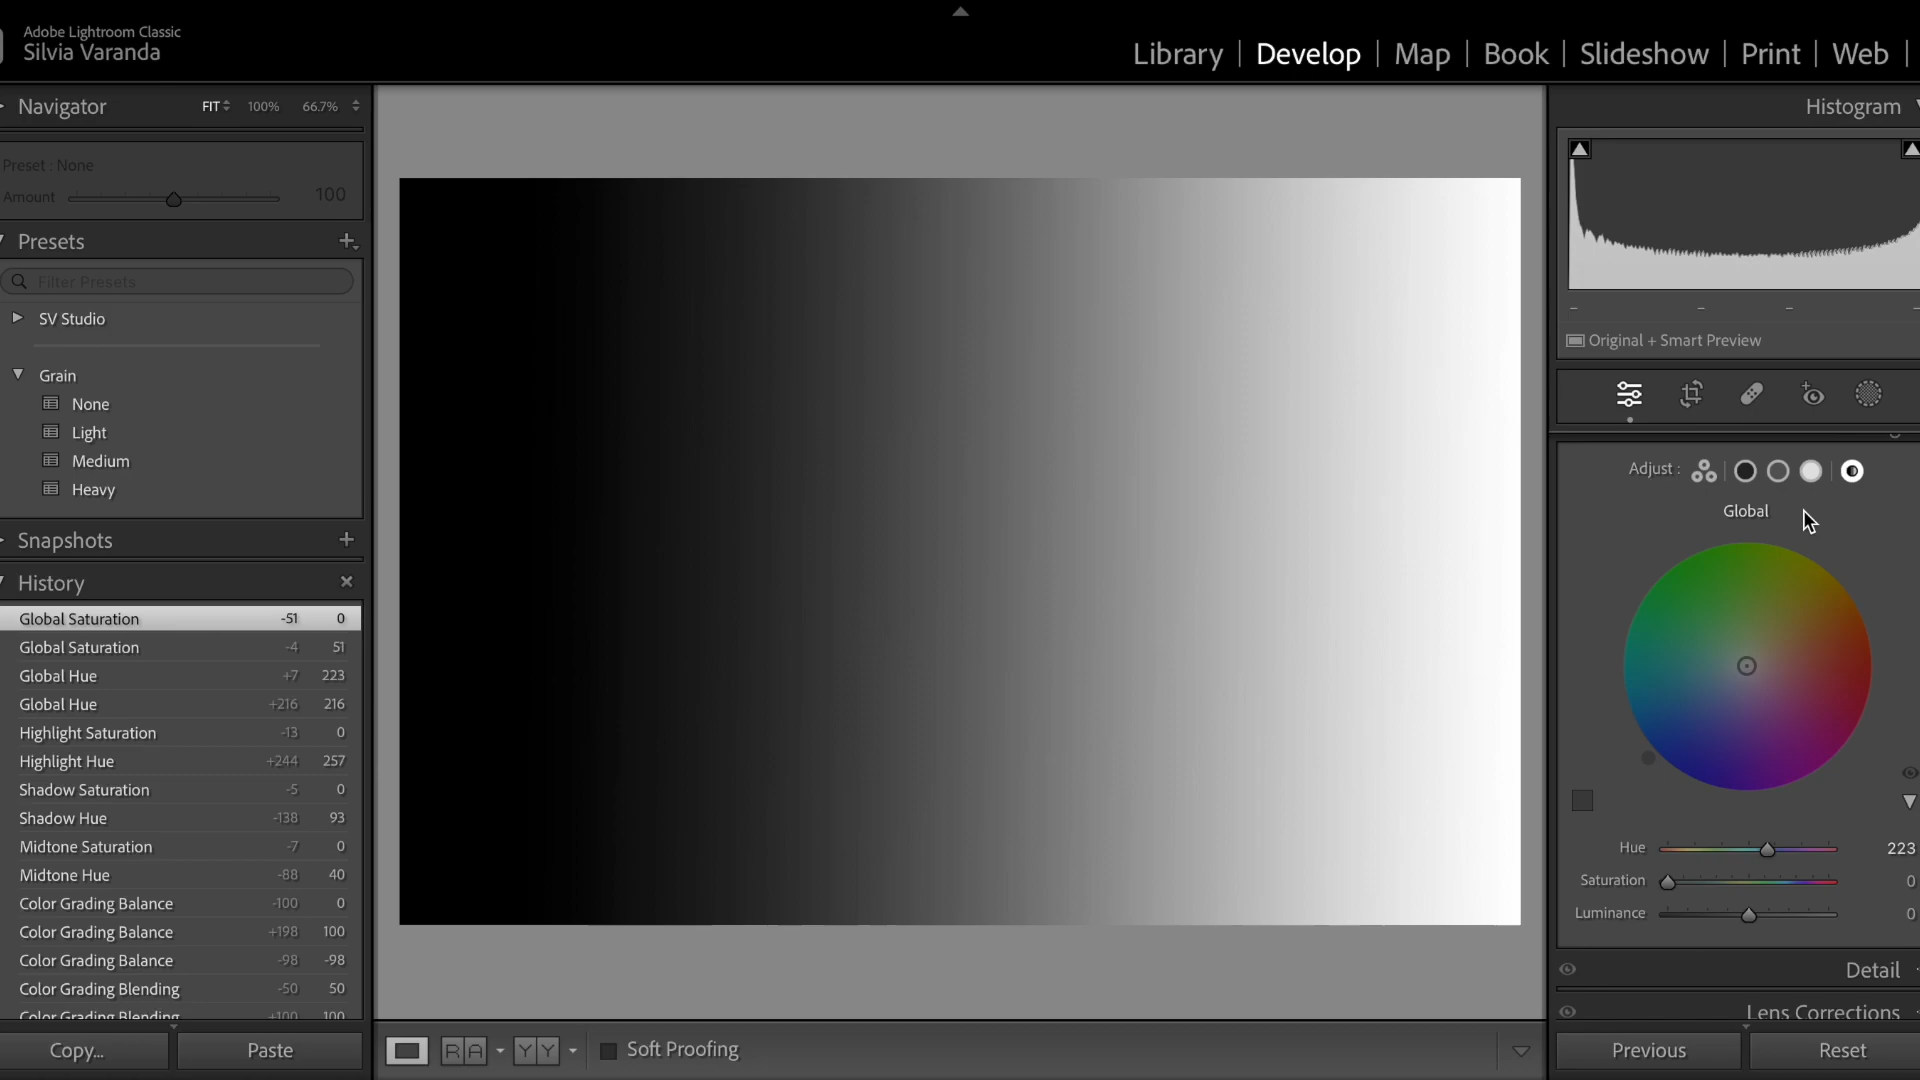 Adobe Lightroom Classic
Silvia Varanda
Library | Develop | Map | Book | Slideshow | Print | Web |
Navigator FIT 100% 66.7%
Preset : None
Amount 100
Presets
Filter Presets
SV Studio
Grain
None
Light
Medium
Heavy
Snapshots
History
Global Saturation -51 0
Global Saturation -4 51
Global Hue +7 223
Global Hue +216 216
Highlight Saturation -13 0
Highlight Hue +244 257
Shadow Saturation -5 0
Shadow Hue -138 93
Midtone Saturation -7 0
Midtone Hue -88 40
Color Grading Balance -100 0
Color Grading Balance +198 100
Color Grading Balance -98 -98
Color Grading Blending -50 50
Color Grading Blending +100 100
Copy... Paste
R A Y Y Soft Proofing
Histogram
Original + Smart Preview
Adjust :
Global
Hue 223
Saturation 0
Luminance 0
Detail
Lens Corrections
Previous Reset